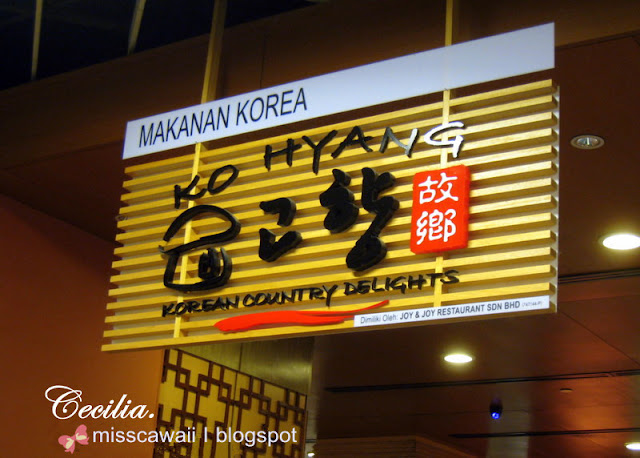 MAKANAN KOREA
KO HYANG
고향
故鄉
KOREAN COUNTRY DELIGHTS
Dimiliki Oleh: JOY & JOY RESTAURANT SDN BHD
Cecilia.
misscawaii | blogspot